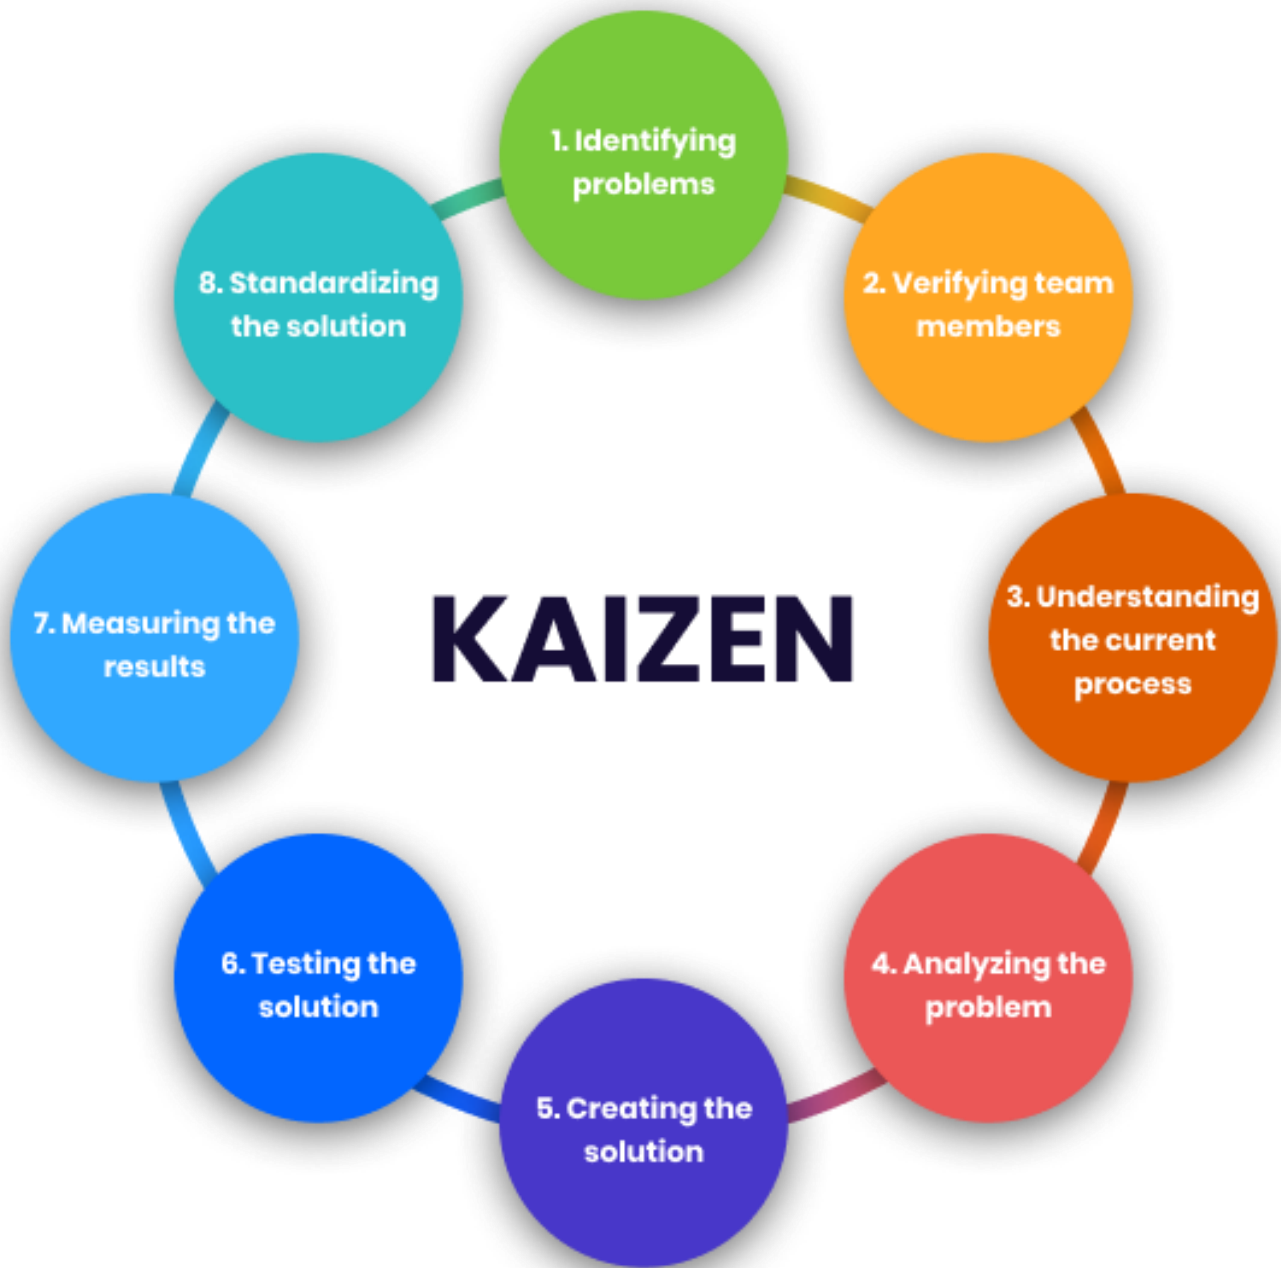 1. Identifying
problems
2. Verifying team
members
3. Understanding
the current
process
4. Analyzing the
problem
5. Creating the
solution
6. Testing the
solution
7. Measuring the
results
8. Standardizing
the solution
KAIZEN